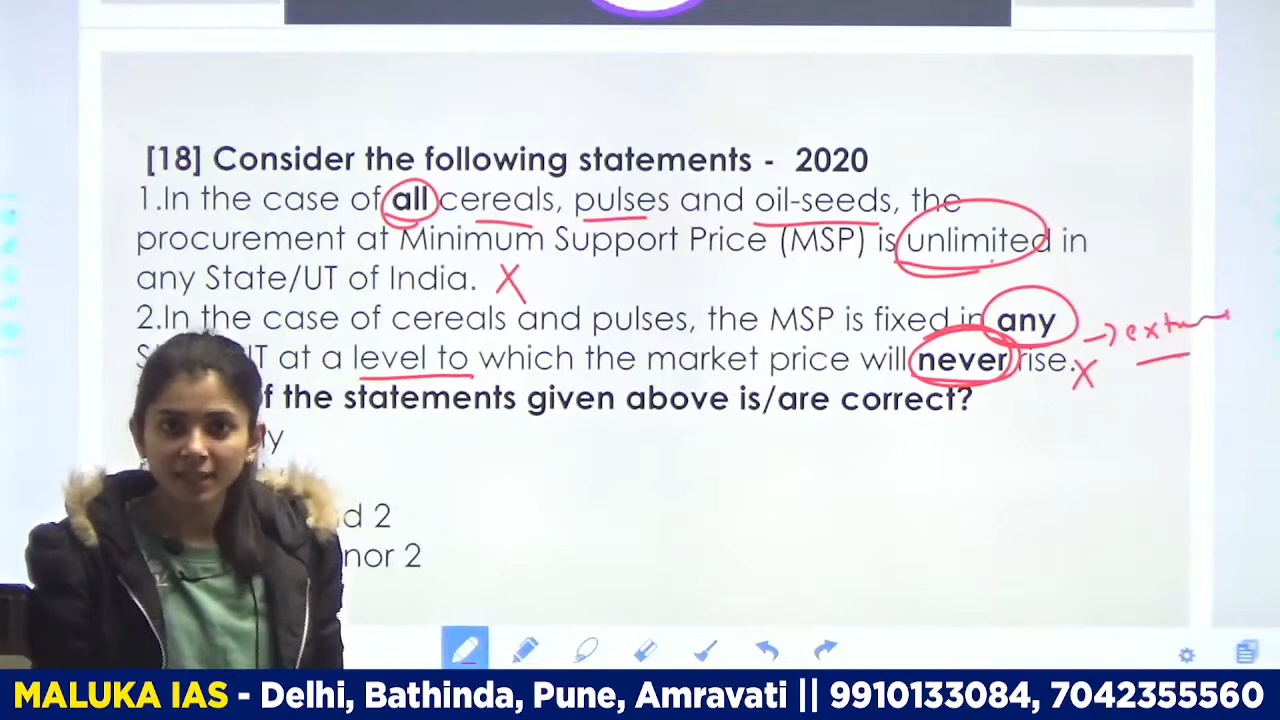 [18] Consider the following statements - 2020
1.In the case of all cereals, pulses and oil-seeds, the
procurement at Minimum Support Price (MSP) is unlimited in
any State/UT of India. X
2.In the case of cereals and pulses, the MSP is fixed in any
UT at a level to which the market price will never rise. X
of the statements given above is/are correct?
2
nor 2
MALUKA IAS - Delhi, Bathinda, Pune, Amravati || 9910133084, 7042355560